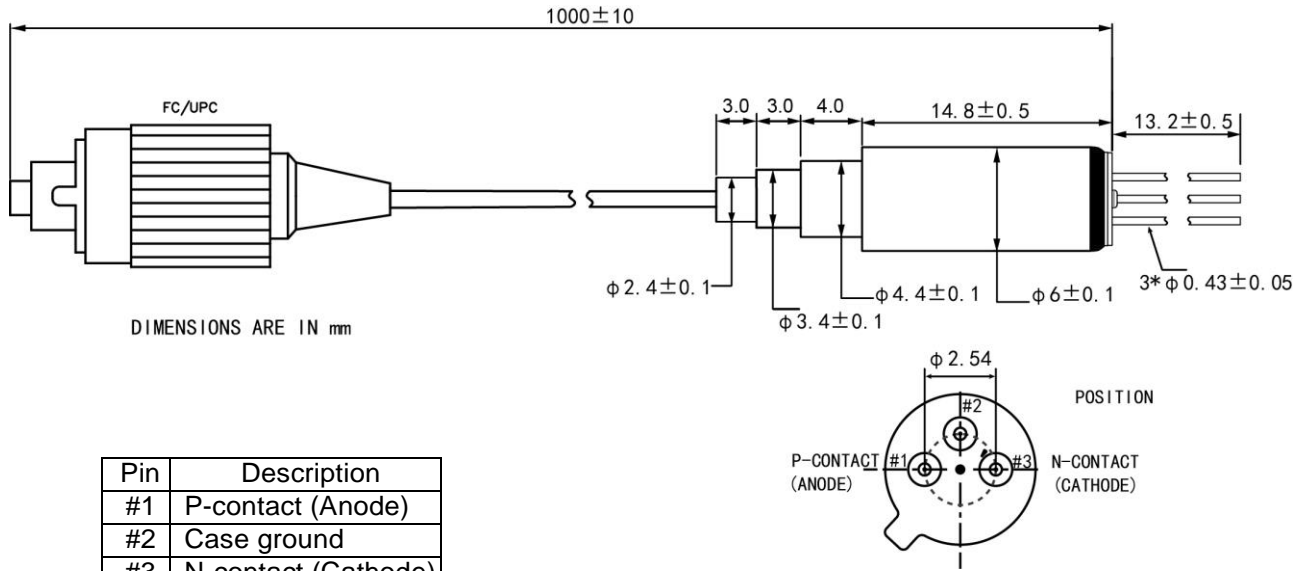 1000±10
FC/UPC
3.0 3.0 4.0 14.8±0.5 13.2±0.5
φ2.4±0.1
φ3.4±0.1
φ4.4±0.1
φ6±0.1
3*φ0.43±0.05
DIMENSIONS ARE IN mm
φ2.54
POSITION
#2
P-CONTACT #1 #3 N-CONTACT
(ANODE) (CATHODE)
Pin Description
#1 P-contact (Anode)
#2 Case ground
#3 N-contact (Cathode)